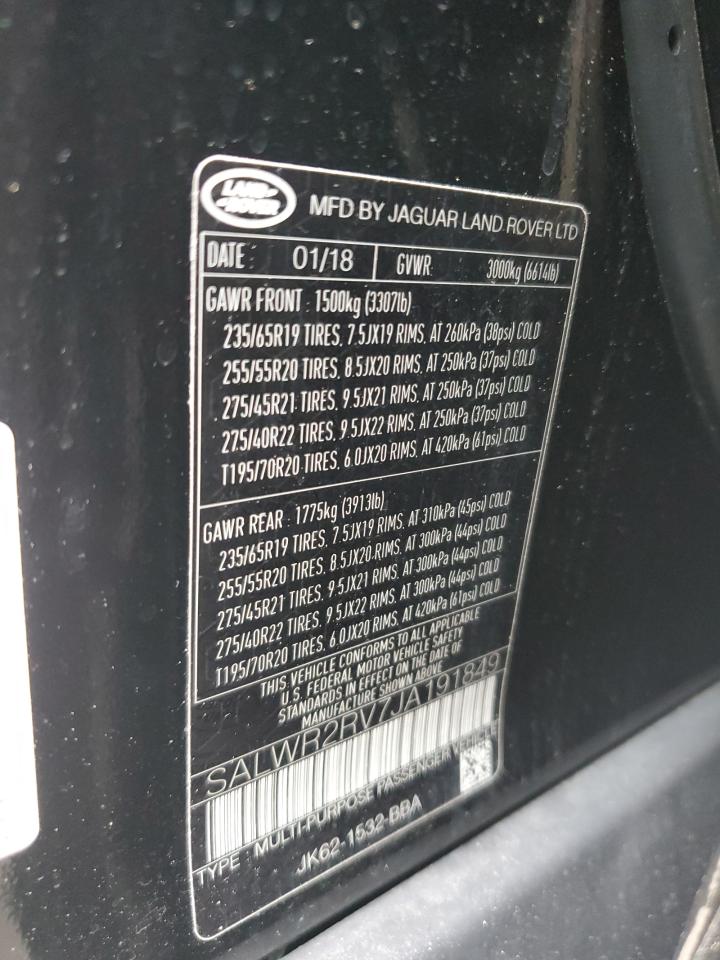 LAND ROVER
MFD BY JAGUAR LAND ROVER LTD
DATE : 01/18 GVWR: 3000kg (6614lb)
GAWR FRONT : 1500kg (3307lb)
235/65R19 TIRES, 7.5JX19 RIMS, AT 260kPa (38psi) COLD
255/55R20 TIRES, 8.5JX20 RIMS, AT 250kPa (37psi) COLD
275/45R21 TIRES, 9.5JX21 RIMS, AT 250kPa (37psi) COLD
275/40R22 TIRES, 9.5JX22 RIMS, AT 250kPa (37psi) COLD
T195/70R20 TIRES, 6.0JX20 RIMS, AT 420kPa (61psi) COLD
GAWR REAR : 1775kg (3913lb)
235/65R19 TIRES, 7.5JX19 RIMS, AT 310kPa (45psi) COLD
255/55R20 TIRES, 8.5JX20 RIMS, AT 300kPa (44psi) COLD
275/45R21 TIRES, 9.5JX21 RIMS, AT 300kPa (44psi) COLD
275/40R22 TIRES, 9.5JX22 RIMS, AT 300kPa (44psi) COLD
T195/70R20 TIRES, 6.0JX20 RIMS, AT 420kPa (61psi) COLD
THIS VEHICLE CONFORMS TO ALL APPLICABLE
U.S. FEDERAL MOTOR VEHICLE SAFETY
STANDARDS IN EFFECT ON THE DATE OF
MANUFACTURE SHOWN ABOVE
SALWR2RV7JA191849
TYPE : MULTI-PURPOSE PASSENGER VEHICLE
JK62-1532-BBA